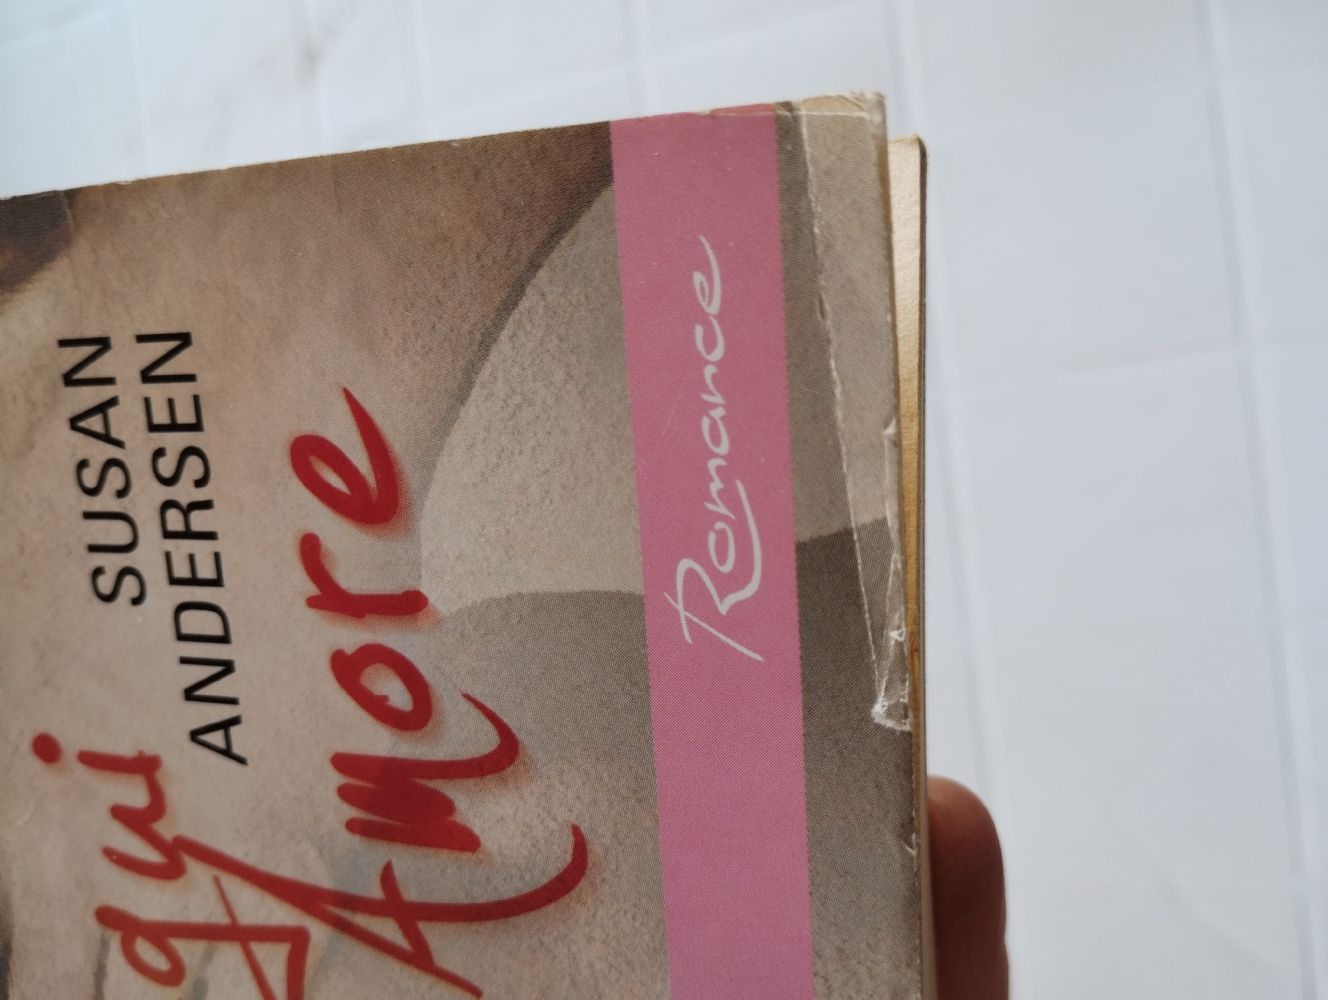 SUSAN
ANDERSEN
qui
Amore
Romance